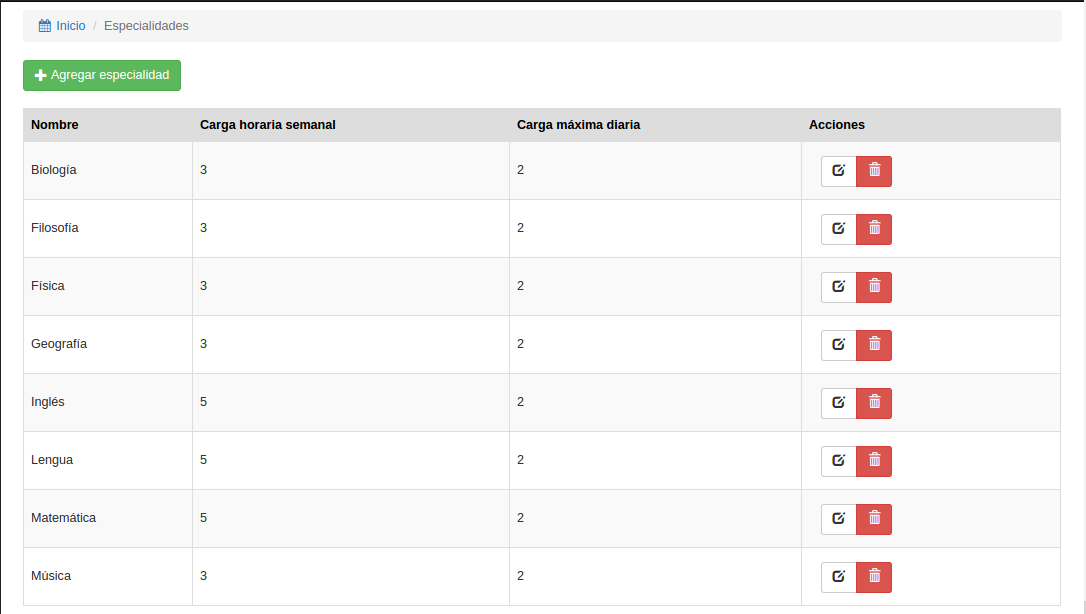 Inicio / Especialidades
Agregar especialidad
Nombre Carga horaria semanal Carga máxima diaria Acciones
Biología 3 2
Filosofía 3 2
Física 3 2
Geografía 3 2
Inglés 5 2
Lengua 5 2
Matemática 5 2
Música 3 2